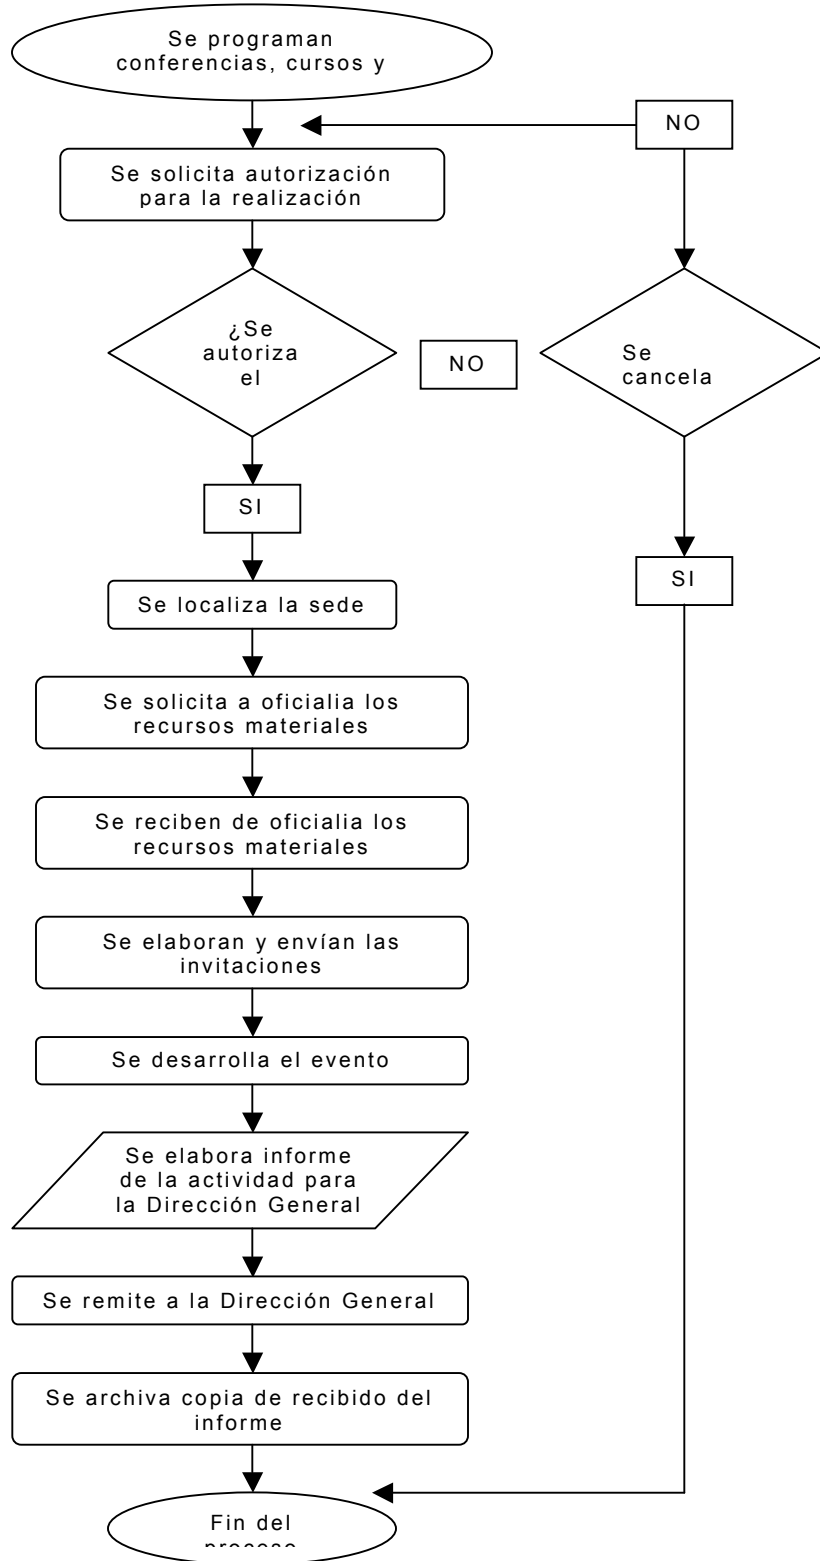 Se programan
conferencias, cursos y
NO
Se solicita autorización
para la realización
¿Se
autoriza
el
NO
Se
cancela
SI
SI
Se localiza la sede
Se solicita a oficialia los
recursos materiales
Se reciben de oficialia los
recursos materiales
Se elaboran y envían las
invitaciones
Se desarrolla el evento
Se elabora informe
de la actividad para
la Dirección General
Se remite a la Dirección General
Se archiva copia de recibido del
informe
Fin del
proceso